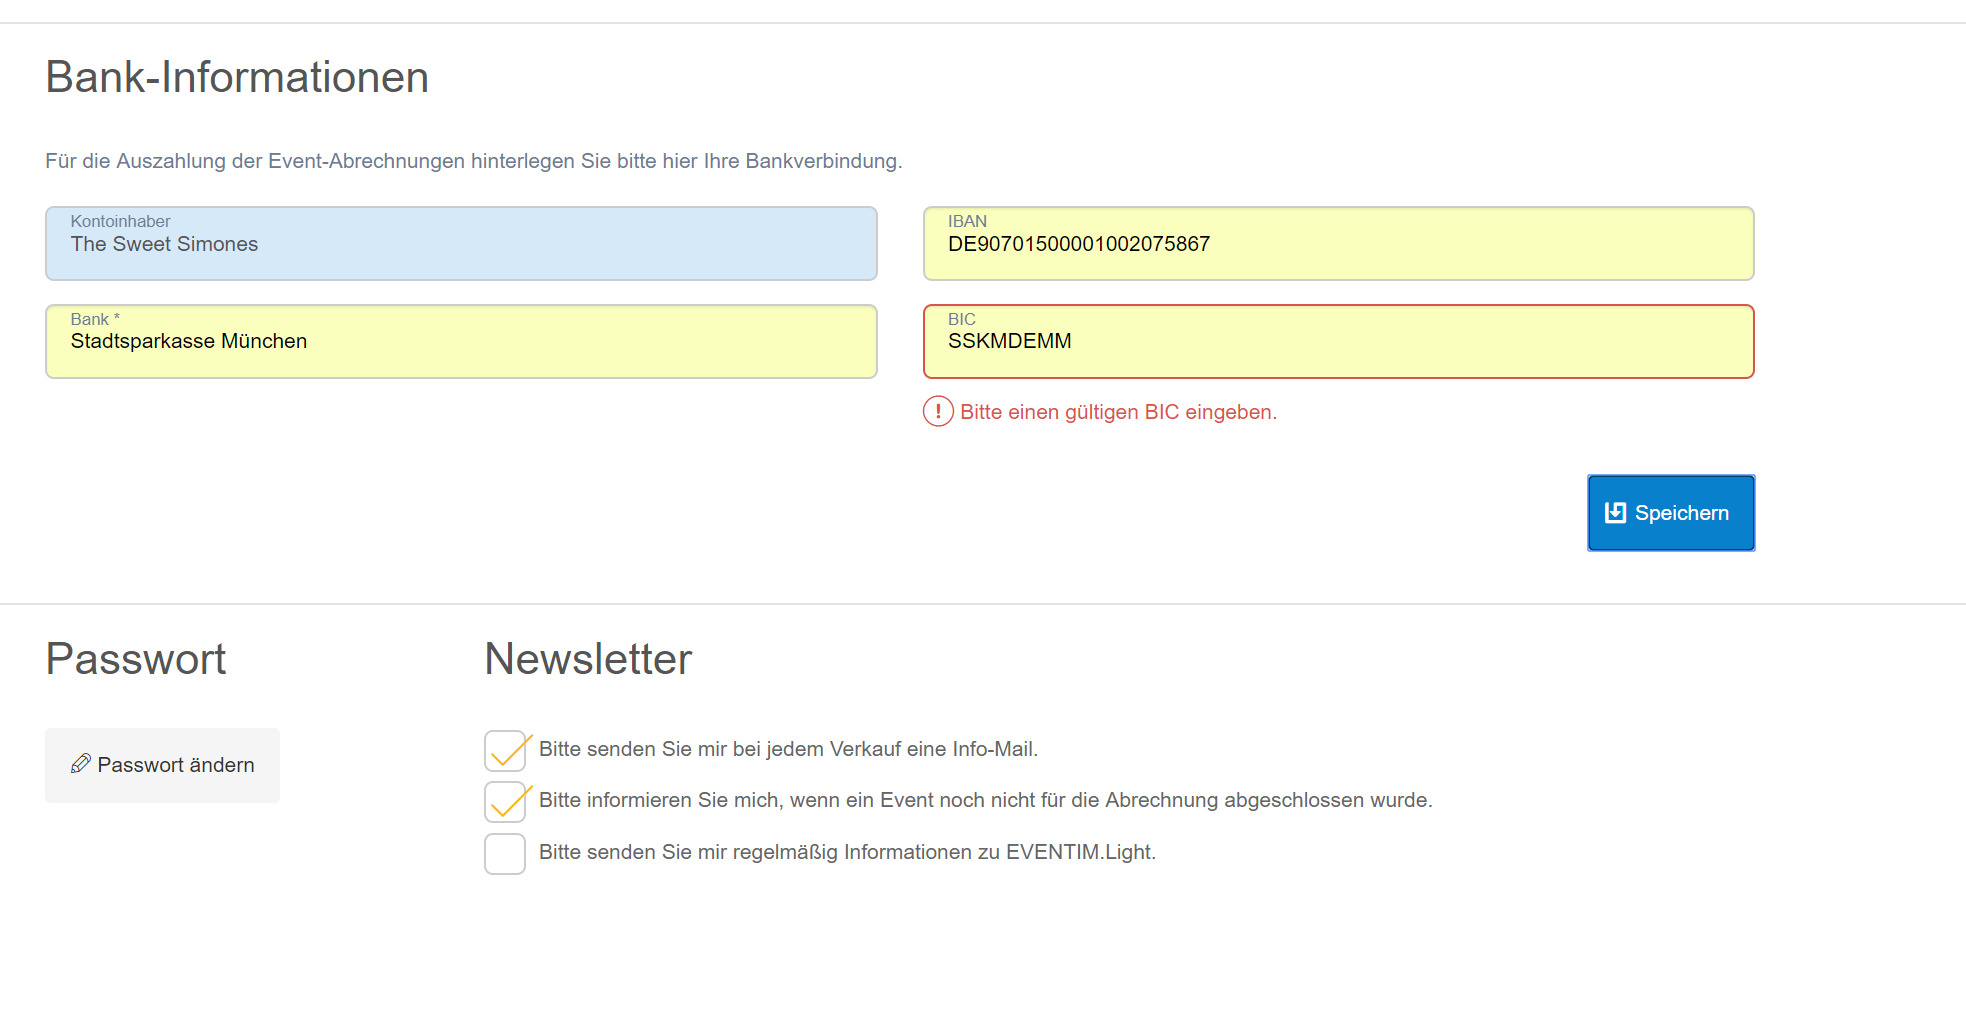 Bank-Informationen
Für die Auszahlung der Event-Abrechnungen hinterlegen Sie bitte hier Ihre Bankverbindung.
Kontoinhaber
The Sweet Simones
IBAN
DE90701500001002075867
Bank *
Stadtsparkasse München
BIC
SSKMDEMM
! Bitte einen gültigen BIC eingeben.
Speichern
Passwort
Passwort ändern
Newsletter
Bitte senden Sie mir bei jedem Verkauf eine Info-Mail.
Bitte informieren Sie mich, wenn ein Event noch nicht für die Abrechnung abgeschlossen wurde.
Bitte senden Sie mir regelmäßig Informationen zu EVENTIM.Light.